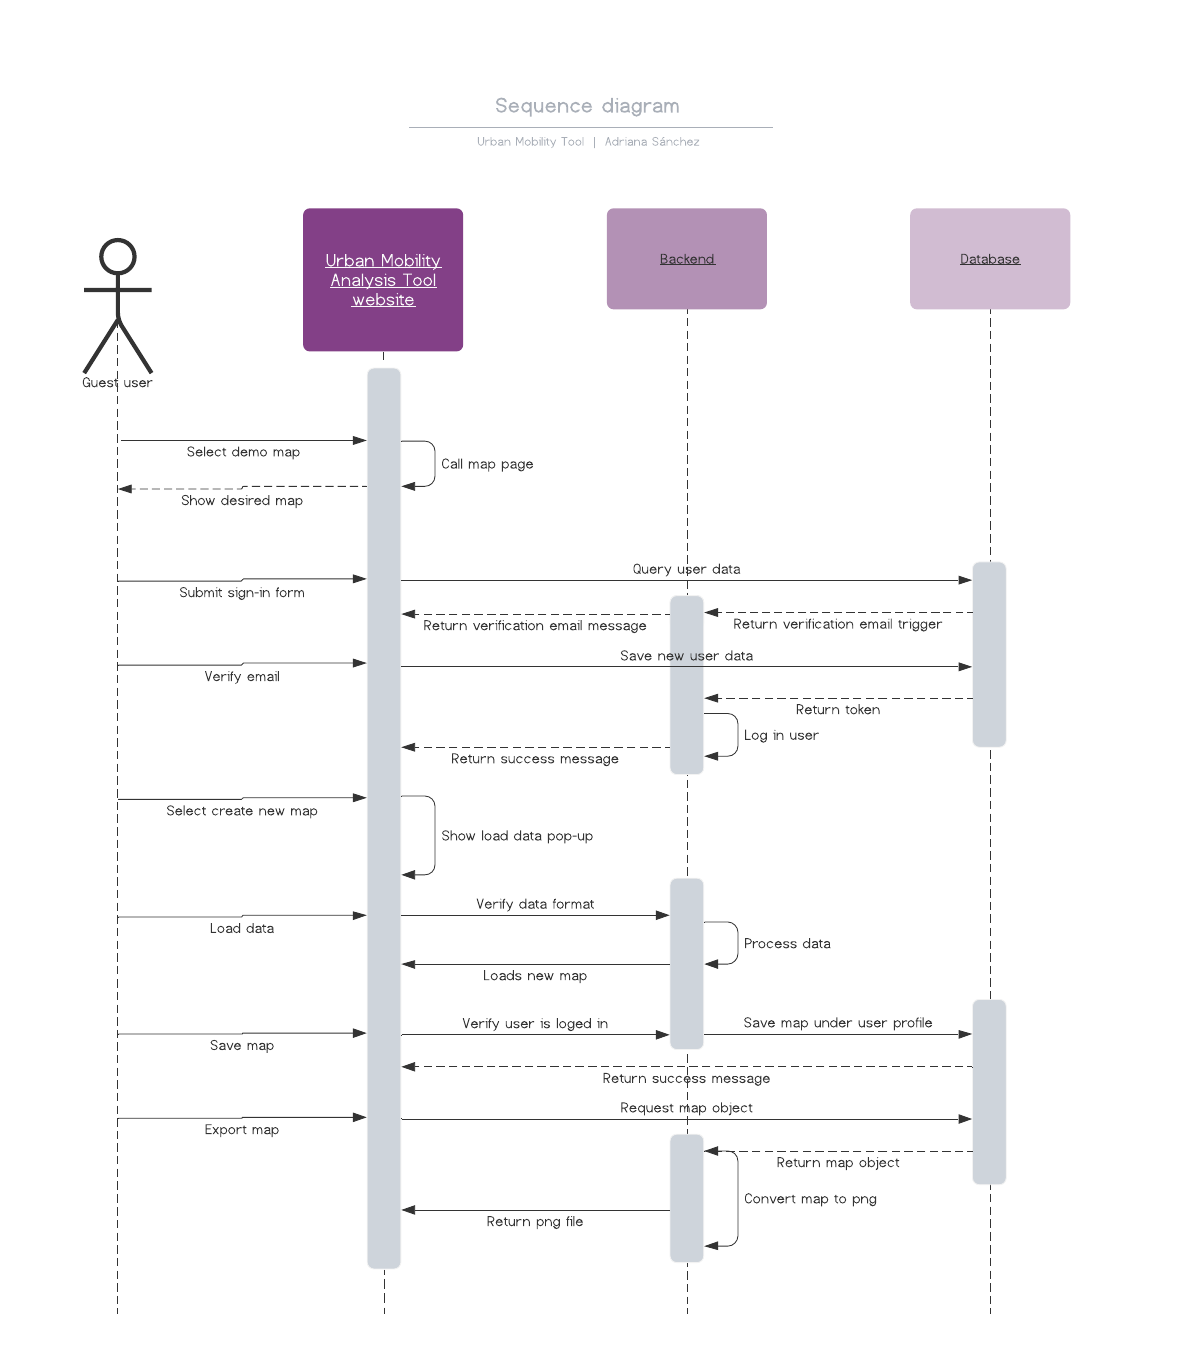 Sequence diagram
Urban Mobility Tool | Adriana Sánchez
Urban Mobility
Analysis Tool
website
Backend
Database
Guest user
Select demo map
Call map page
Show desired map
Query user data
Submit sign-in form
Return verification email trigger
Return verification email message
Save new user data
Verify email
Return token
Log in user
Return success message
Select create new map
Show load data pop-up
Verify data format
Load data
Process data
Loads new map
Verify user is loged in
Save map under user profile
Save map
Return success message
Request map object
Export map
Return map object
Convert map to png
Return png file